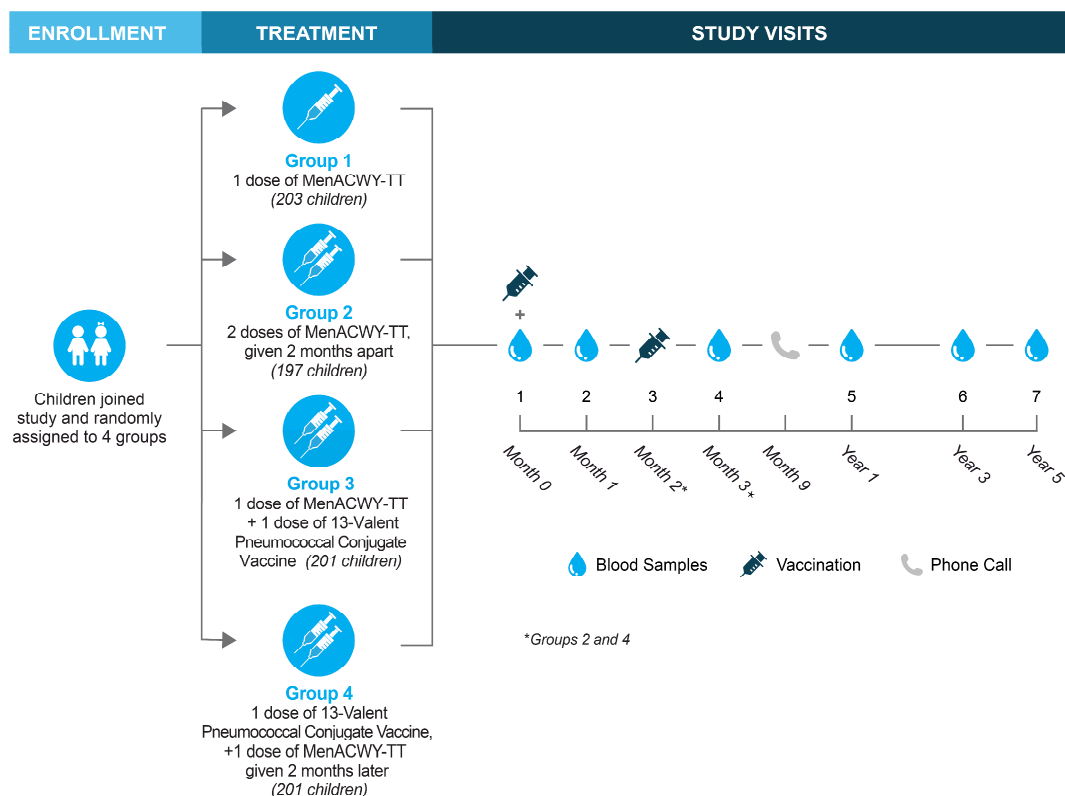 ENROLLMENT
TREATMENT
STUDY VISITS
Children joined
study and randomly
assigned to 4 groups
Group 1
1 dose of MenACWY-TT
(203 children)
Group 2
2 doses of MenACWY-TT,
given 2 months apart
(197 children)
Group 3
1 dose of MenACWY-TT
+ 1 dose of 13-Valent
Pneumococcal Conjugate
Vaccine (201 children)
Group 4
1 dose of 13-Valent
Pneumococcal Conjugate Vaccine,
+1 dose of MenACWY-TT
given 2 months later
(201 children)
+
1 2 3 4 5 6 7
Month 0
Month 1
Month 2*
Month 3*
Month 9
Year 1
Year 3
Year 5
Blood Samples
Vaccination
Phone Call
*Groups 2 and 4